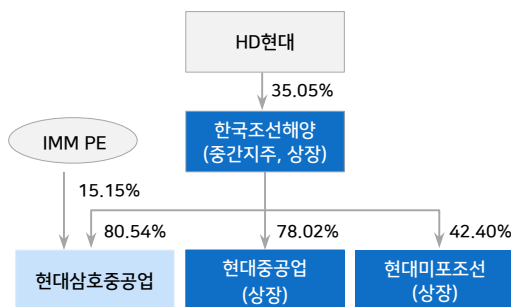 HD현대
35.05%
한국조선해양
(중간지주, 상장)
IMM PE
15.15%
80.54%
78.02%
42.40%
현대삼호중공업
현대중공업
(상장)
현대미포조선
(상장)